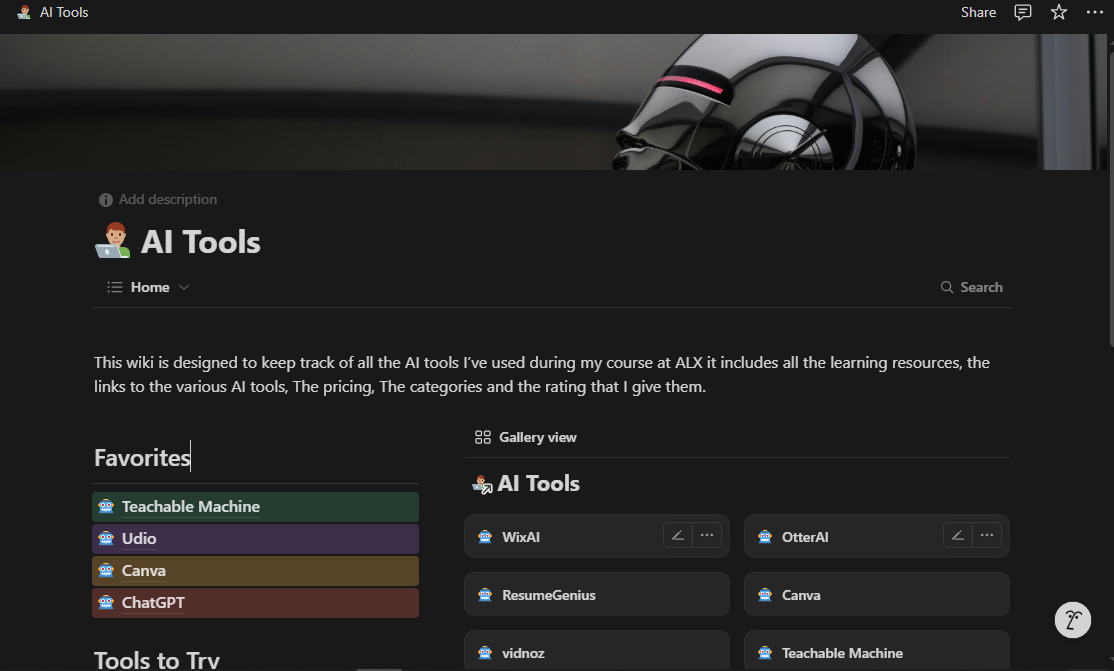 AI Tools
Share
Add description
AI Tools
Home
Search
This wiki is designed to keep track of all the AI tools I've used during my course at ALX it includes all the learning resources, the
links to the various AI tools, The pricing, The categories and the rating that I give them.
Favorites
Teachable Machine
Udio
Canva
ChatGPT
Tools to Try
Gallery view
AI Tools
WixAI
OtterAI
ResumeGenius
Canva
vidnoz
Teachable Machine